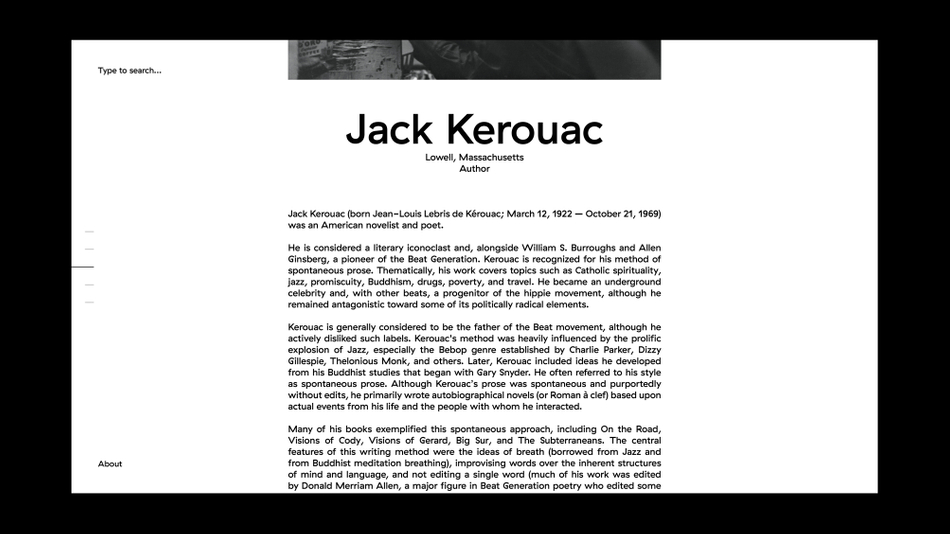 D'ORO
Type to search...
Jack Kerouac
Lowell, Massachusetts
Author
Jack Kerouac (born Jean-Louis Lebris de Kérouac; March 12, 1922 — October 21, 1969)
was an American novelist and poet.
He is considered a literary iconoclast and, alongside William S. Burroughs and Allen
Ginsberg, a pioneer of the Beat Generation. Kerouac is recognized for his method of
spontaneous prose. Thematically, his work covers topics such as Catholic spirituality,
jazz, promiscuity, Buddhism, drugs, poverty, and travel. He became an underground
celebrity and, with other beats, a progenitor of the hippie movement, although he
remained antagonistic toward some of its politically radical elements.
Kerouac is generally considered to be the father of the Beat movement, although he
actively disliked such labels. Kerouac's method was heavily influenced by the prolific
explosion of Jazz, especially the Bebop genre established by Charlie Parker, Dizzy
Gillespie, Thelonious Monk, and others. Later, Kerouac included ideas he developed
from his Buddhist studies that began with Gary Snyder. He often referred to his style
as spontaneous prose. Although Kerouac's prose was spontaneous and purportedly
without edits, he primarily wrote autobiographical novels (or Roman à clef) based upon
actual events from his life and the people with whom he interacted.
Many of his books exemplified this spontaneous approach, including On the Road,
Visions of Cody, Visions of Gerard, Big Sur, and The Subterraneans. The central
features of this writing method were the ideas of breath (borrowed from Jazz and
from Buddhist meditation breathing), improvising words over the inherent structures
of mind and language, and not editing a single word (much of his work was edited
by Donald Merriam Allen, a major figure in Beat Generation poetry who edited some
About